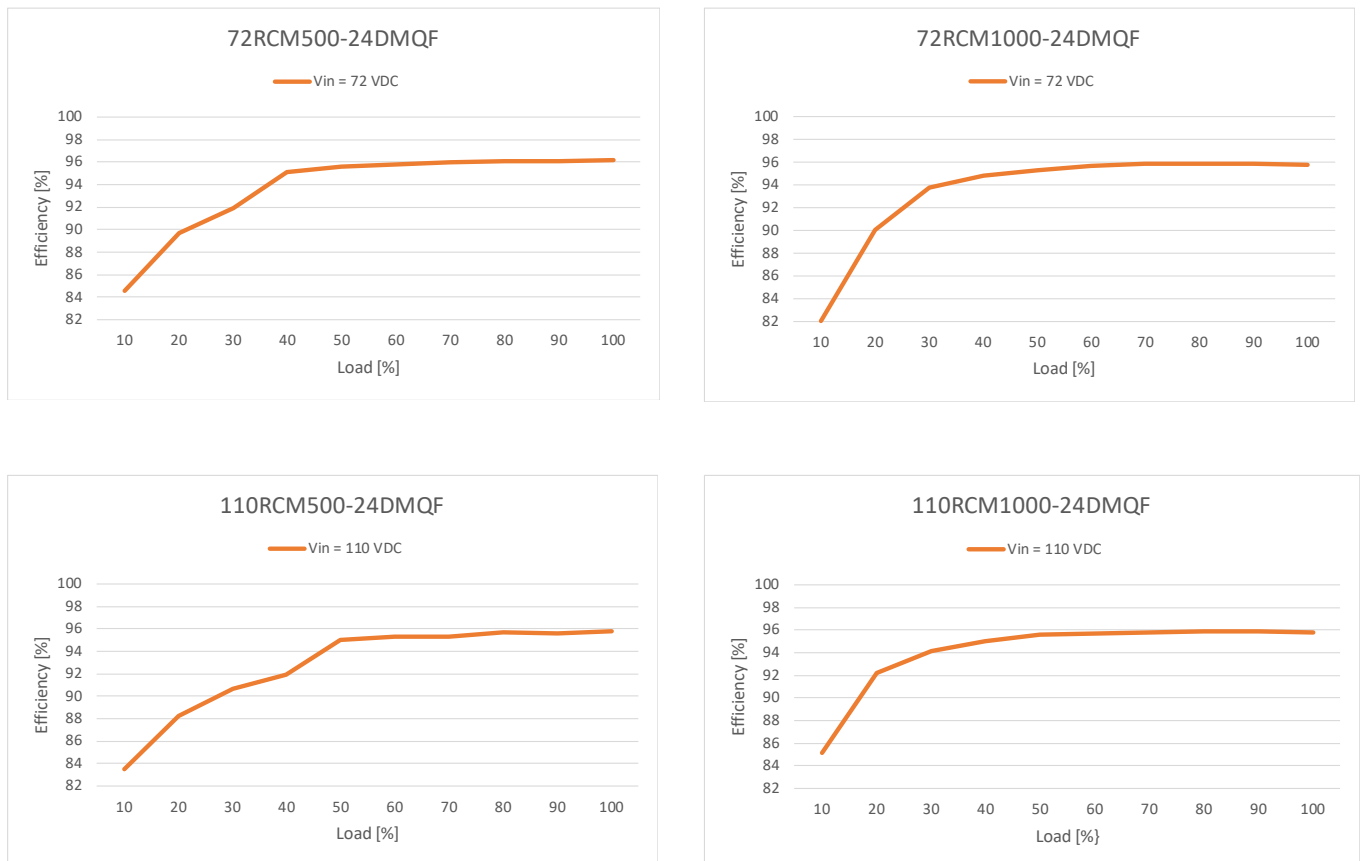 72RCM500-24DMQF
Vin = 72 VDC
100
98
96
94
92
90
88
86
84
82
Efficiency [%]
10 20 30 40 50 60 70 80 90 100
Load [%]
72RCM1000-24DMQF
Vin = 72 VDC
100
98
96
94
92
90
88
86
84
82
Efficiency [%]
10 20 30 40 50 60 70 80 90 100
Load [%]
110RCM500-24DMQF
Vin = 110 VDC
100
98
96
94
92
90
88
86
84
82
Efficiency [%]
10 20 30 40 50 60 70 80 90 100
Load [%]
110RCM1000-24DMQF
Vin = 110 VDC
100
98
96
94
92
90
88
86
84
82
Efficiency [%]
10 20 30 40 50 60 70 80 90 100
Load [%}